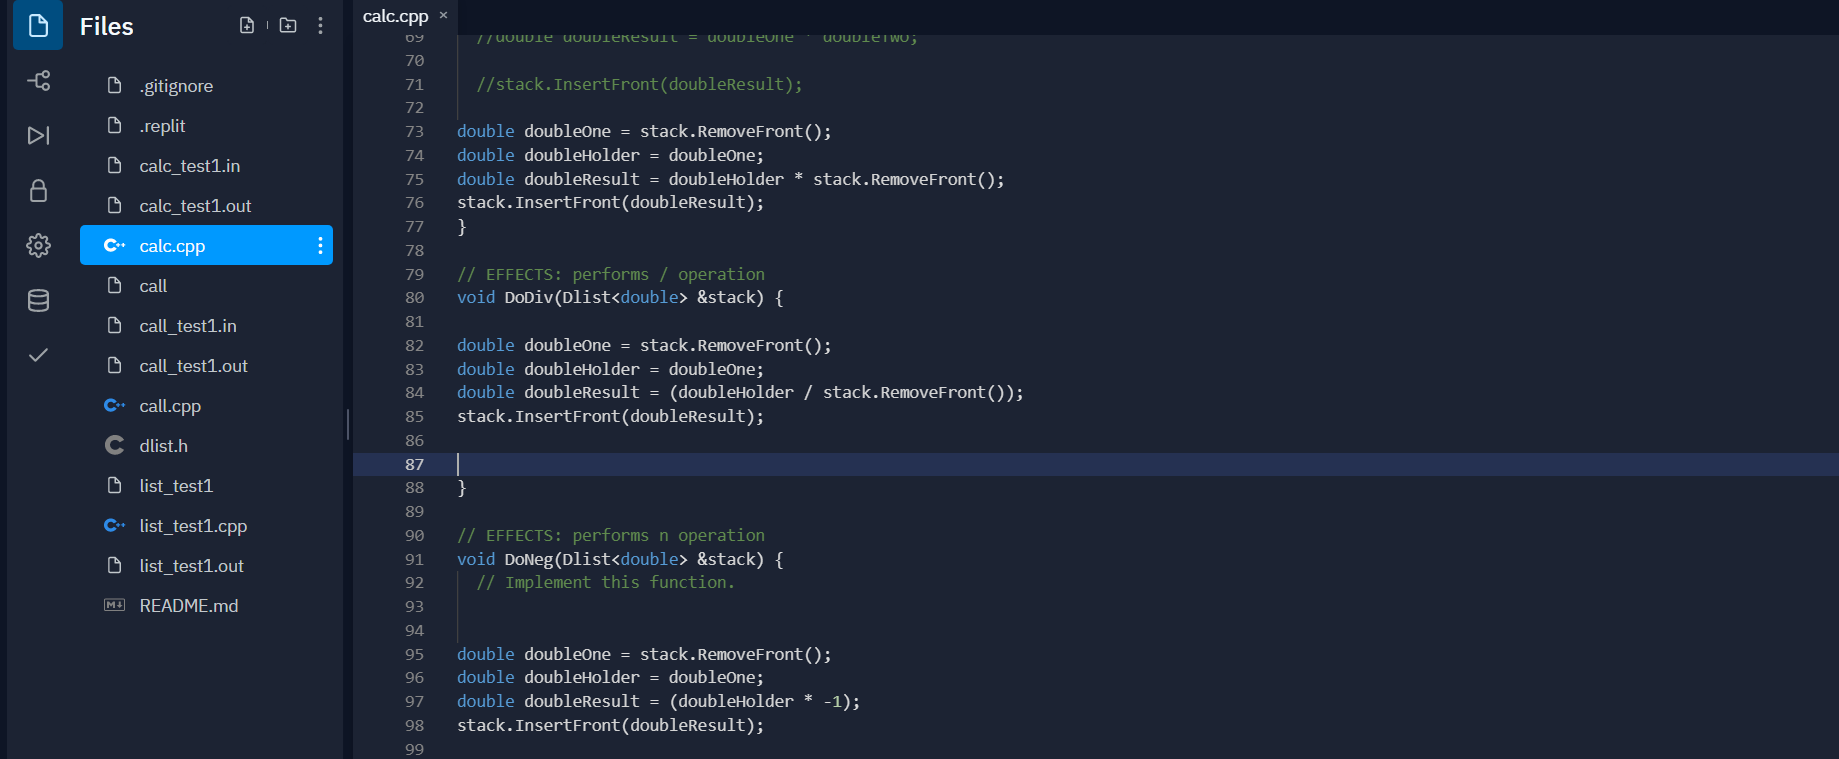 Files
.gitignore
.replit
calc_test1.in
calc_test1.out
calc.cpp
call
call_test1.in
call_test1.out
call.cpp
dlist.h
list_test1
list_test1.cpp
list_test1.out
README.md
calc.cpp ×
69 //double doubleResult = doubleOne * doubleTwo;
70
71 //stack.InsertFront(doubleResult);
72
73 double doubleOne = stack.RemoveFront();
74 double doubleHolder = doubleOne;
75 double doubleResult = doubleHolder * stack.RemoveFront();
76 stack.InsertFront(doubleResult);
77 }
78
79 // EFFECTS: performs / operation
80 void DoDiv(Dlist<double> &stack) {
81
82 double doubleOne = stack.RemoveFront();
83 double doubleHolder = doubleOne;
84 double doubleResult = (doubleHolder / stack.RemoveFront());
85 stack.InsertFront(doubleResult);
86
87
88 }
89
90 // EFFECTS: performs n operation
91 void DoNeg(Dlist<double> &stack) {
92 // Implement this function.
93
94
95 double doubleOne = stack.RemoveFront();
96 double doubleHolder = doubleOne;
97 double doubleResult = (doubleHolder * -1);
98 stack.InsertFront(doubleResult);
99